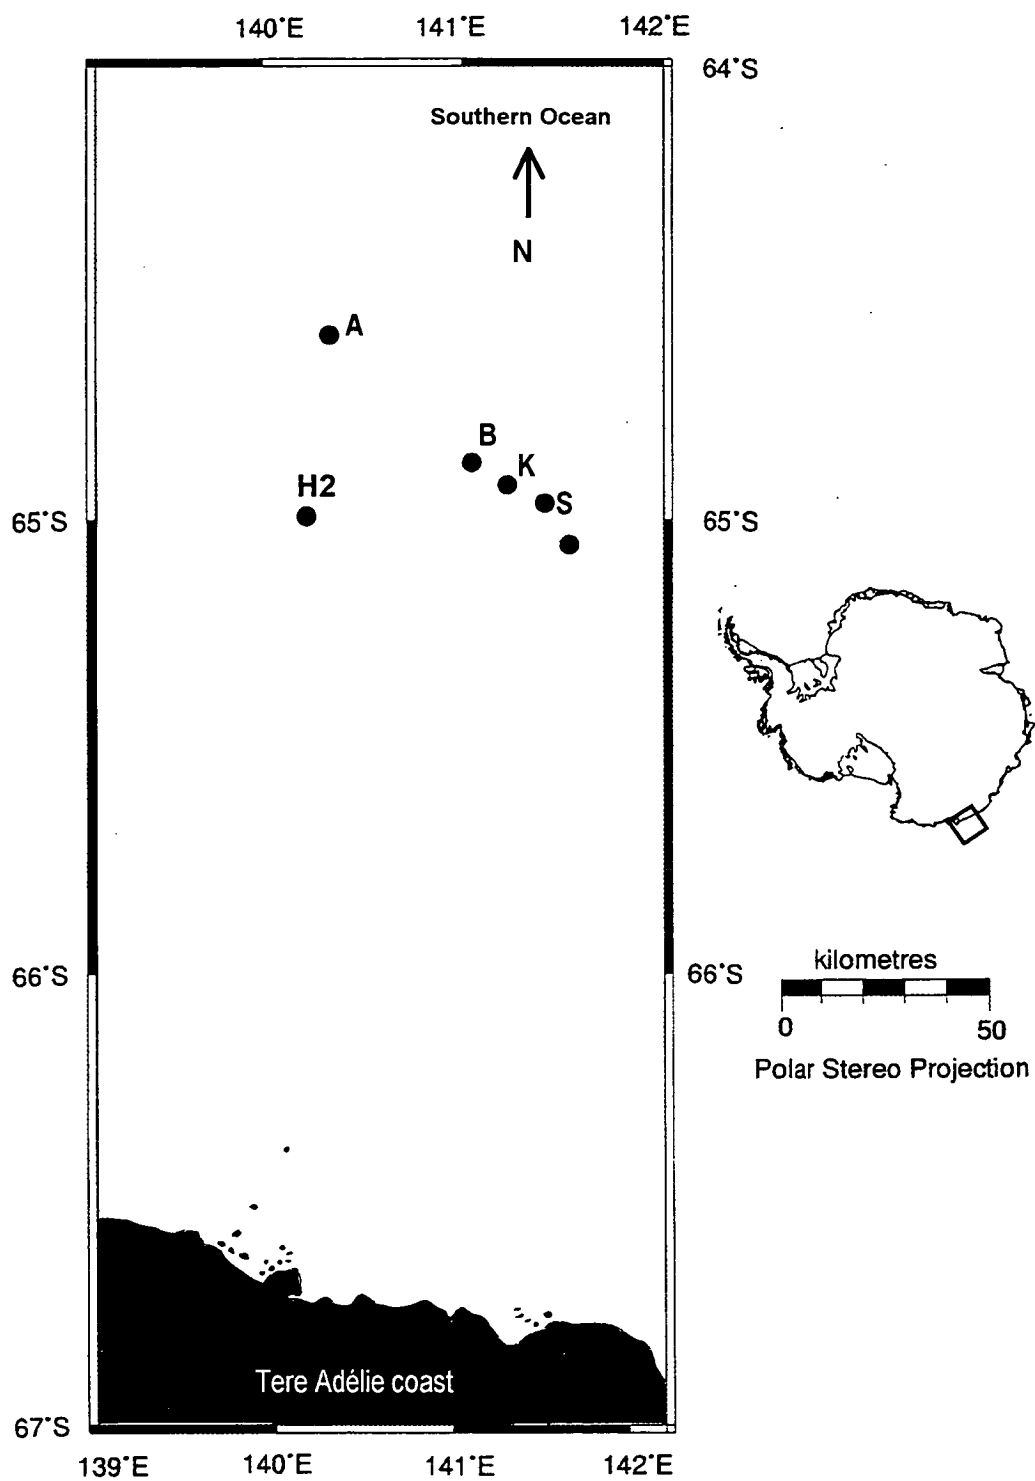 140°E 141°E 142°E
64°S
Southern Ocean
N
A
B
K
H2
S
65°S 65°S
66°S 66°S
kilometres
0 50
Polar Stereo Projection
Tere Adélie coast
67°S
139°E 140°E 141°E 142°E